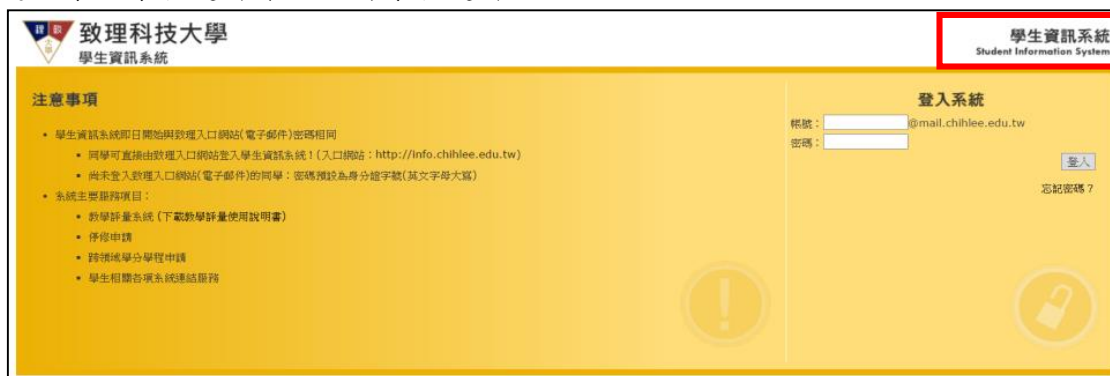 致理科技大學
學生資訊系統
學生資訊系統
Student Information System
注意事項
學生資訊系統即日開始與致理入口網站(電子郵件)密碼相同
同學可直接由致理入口網站登入學生資訊系統!(入口網站:http://info.chihlee.edu.tw)
尚未登入致理入口網站(電子郵件)的同學:密碼預設為身分證字號(英文字母大寫)
系統主要服務項目:
教學評量系統 (下載教學評量使用說明書)
停修申請
跨領域學分學程申請
學生相關各項系統連結服務
登入系統
帳號: @mail.chihlee.edu.tw
密碼:
登入
忘記密碼?